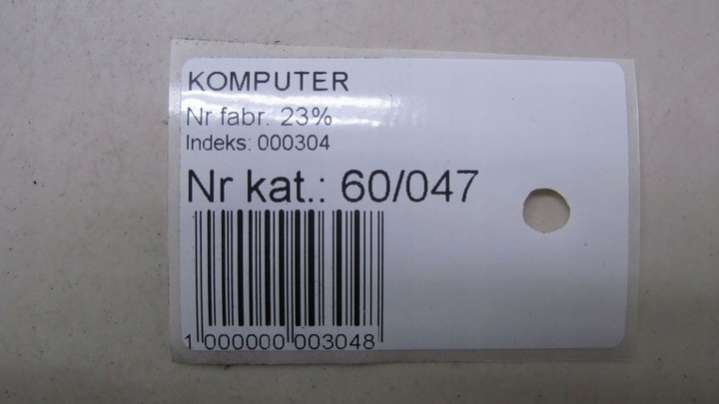 KOMPUTER
Nr fabr. 23%
Indeks: 000304
Nr kat.: 60/047
1 000000 003048